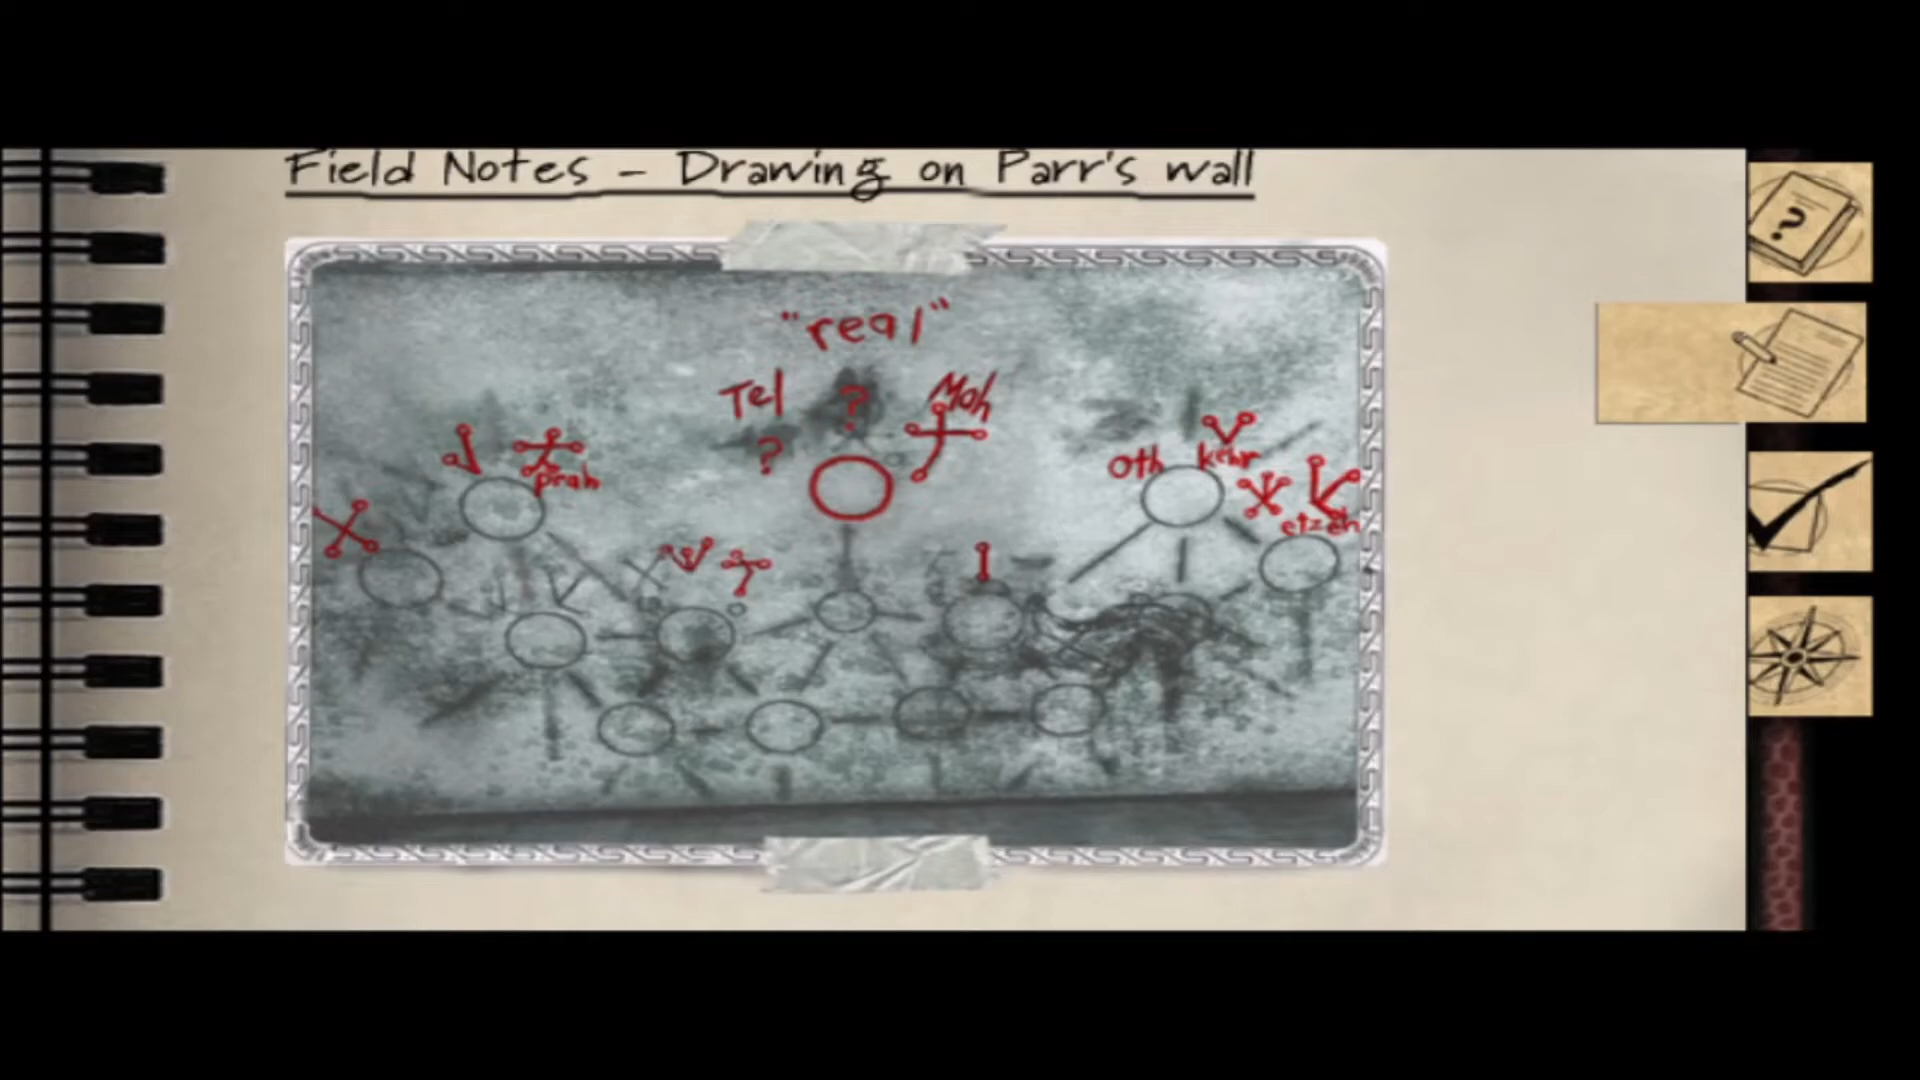 Field Notes - Drawing on Parr's wall
"real"
Tel ? Moh
?
prah
Oth kehr
etzeh
?